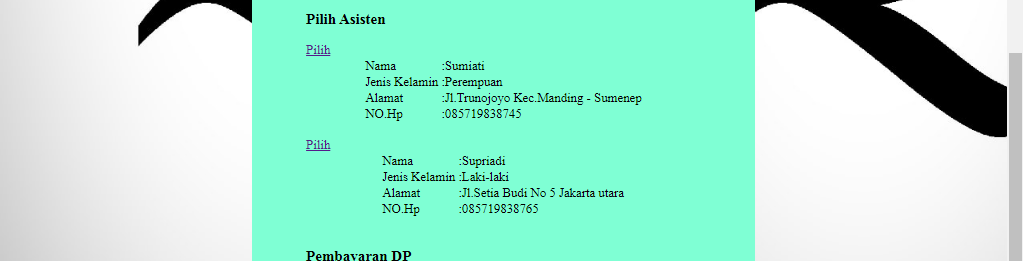 Pilih Asisten
Pilih
Nama :Sumiati
Jenis Kelamin :Perempuan
Alamat :Jl.Trunojoyo Kec.Manding - Sumenep
NO.Hp :085719838745
Pilih
Nama :Supriadi
Jenis Kelamin :Laki-laki
Alamat :Jl.Setia Budi No 5 Jakarta utara
NO.Hp :085719838765
Pembayaran DP